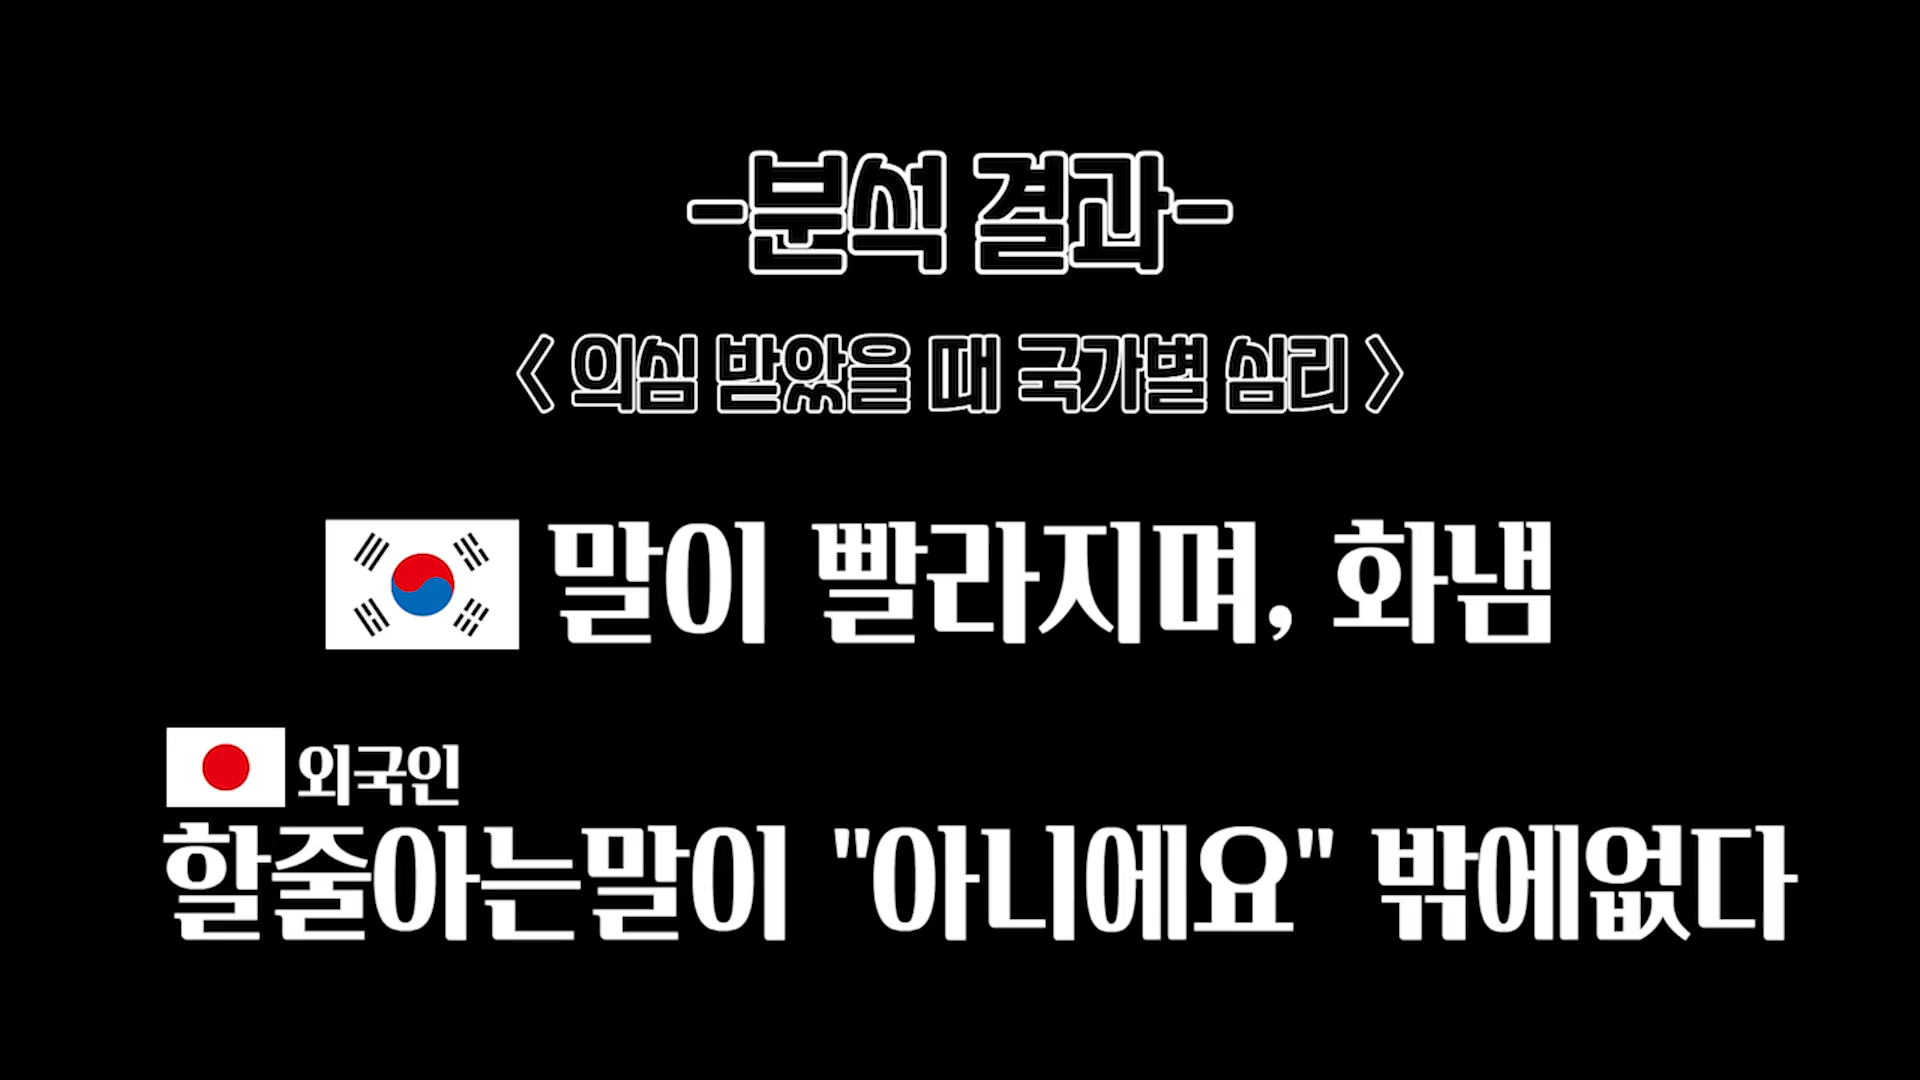 -분석 결과-
< 의심 받았을 때 국가별 심리 >
말이 빨라지며, 화냄
외국인
할줄아는말이 "아니에요" 밖에없다